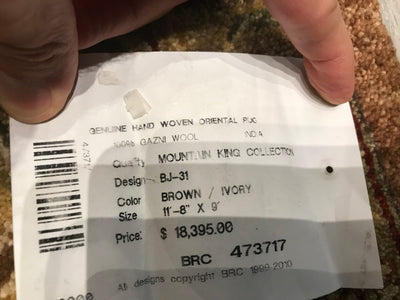 GENUINE HAND WOVEN ORIENTAL RUG
100% GAZNI WOOL INDIA
Quality MOUNTAIN KING COLLECTION
Design BJ-31
Color BROWN / IVORY
Size 11'-8" X 9'
Price: $ 18,395.00
BRC 473717
All designs copyright BRC 1999-2010